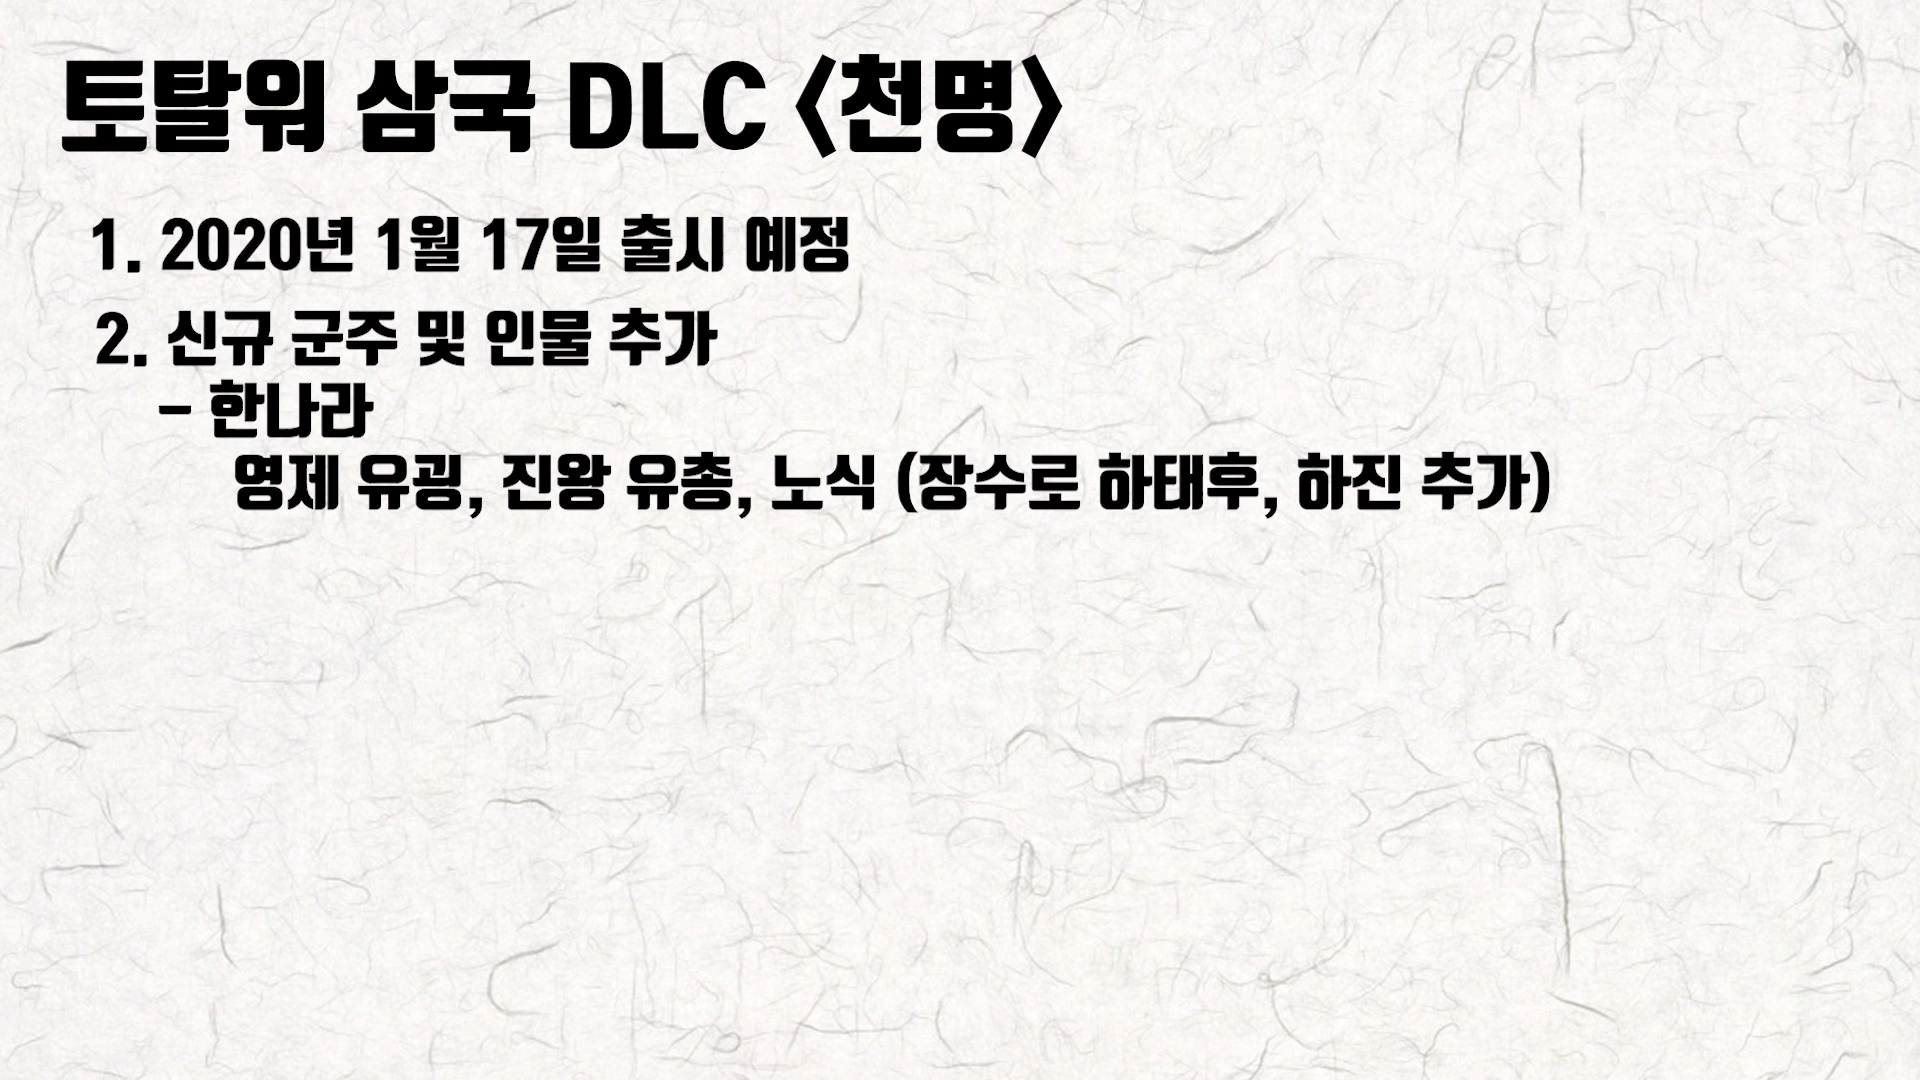 토탈워 삼국 DLC <천명>
1. 2020년 1월 17일 출시 예정
2. 신규 군주 및 인물 추가
- 한나라
영제 유굉, 진왕 유총, 노식 (장수로 하태후, 하진 추가)